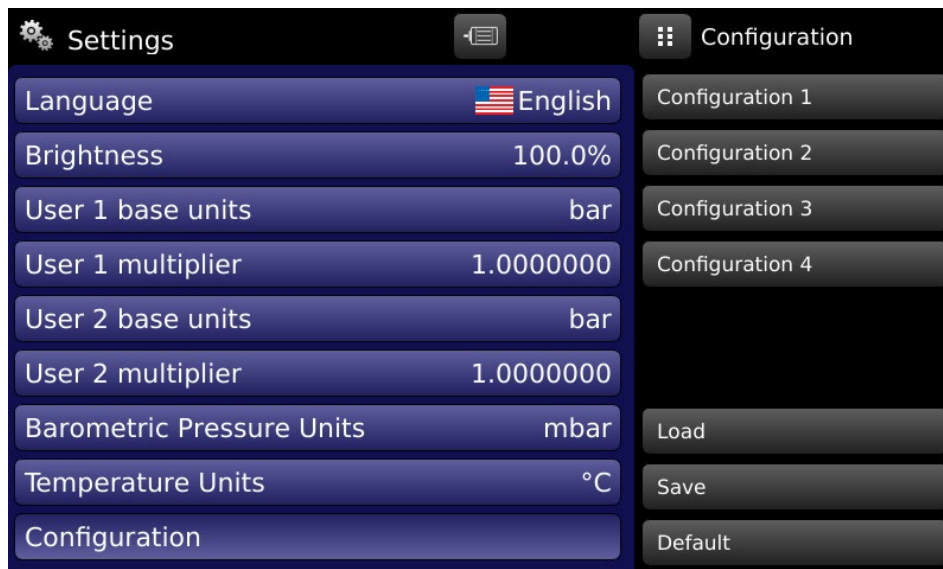 Settings
Language English
Brightness 100.0%
User 1 base units bar
User 1 multiplier 1.0000000
User 2 base units bar
User 2 multiplier 1.0000000
Barometric Pressure Units mbar
Temperature Units °C
Configuration
Configuration
Configuration 1
Configuration 2
Configuration 3
Configuration 4
Load
Save
Default